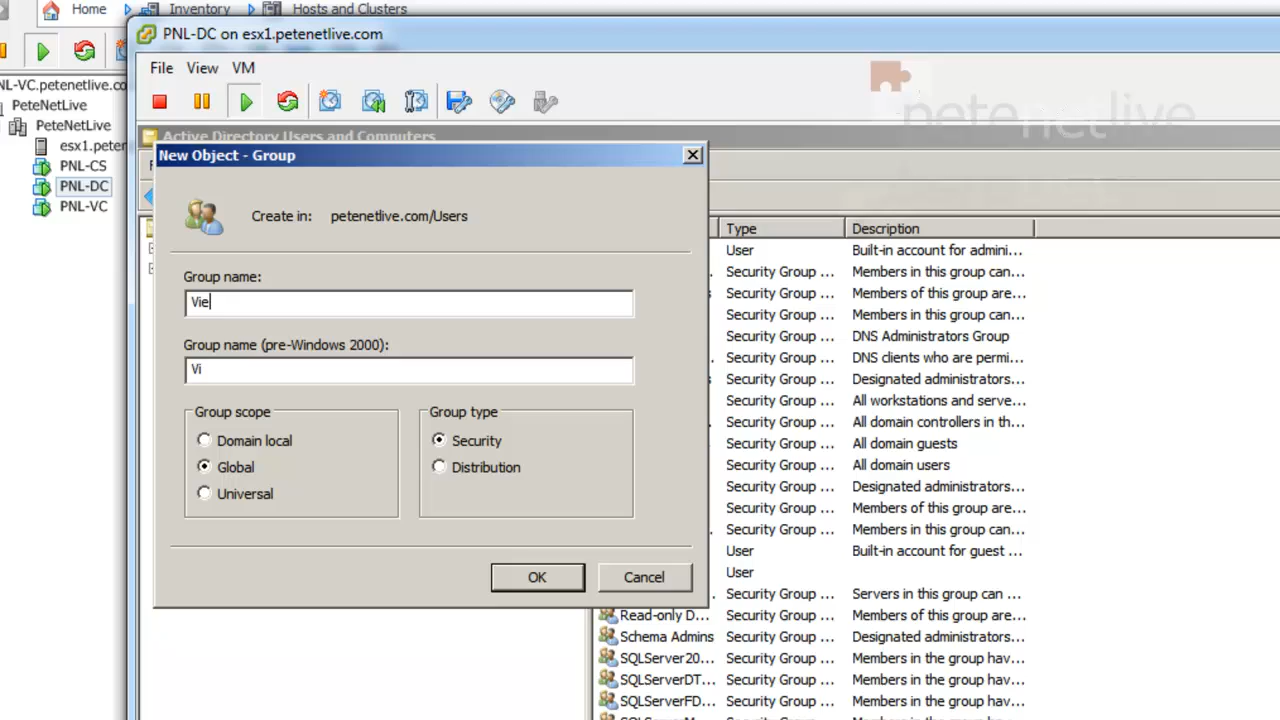 Home Inventory Hosts and Clusters
PNL-DC on esx1.petenetlive.com
File View VM
NL-VC.petenetlive.co
PeteNetLive
PeteNetLive
esx1.peter
PNL-CS
PNL-DC
PNL-VC
petenetlive
Active Directory Users and Computers
New Object - Group
Create in: petenetlive.com/Users
Group name:
Vie
Group name (pre-Windows 2000):
Vi
Group scope
Domain local
Global
Universal
Group type
Security
Distribution
OK Cancel
Type Description
User Built-in account for admini...
Security Group ... Members in this group can...
Security Group ... Members of this group are...
Security Group ... Members in this group can...
Security Group ... DNS Administrators Group
Security Group ... DNS clients who are permi...
Security Group ... Designated administrators...
Security Group ... All workstations and serve...
Security Group ... All domain controllers in th...
Security Group ... All domain guests
Security Group ... All domain users
Security Group ... Designated administrators...
Security Group ... Members of this group are...
Security Group ... Members in this group can...
User Built-in account for guest ...
User
Security Group ... Servers in this group can ...
Read-only D... Security Group ... Members of this group are...
Schema Admins Security Group ... Designated administrators...
SQLServer20... Security Group ... Members in the group hav...
SQLServerDT... Security Group ... Members in the group hav...
SQLServerFD... Security Group ... Members in the group hav...